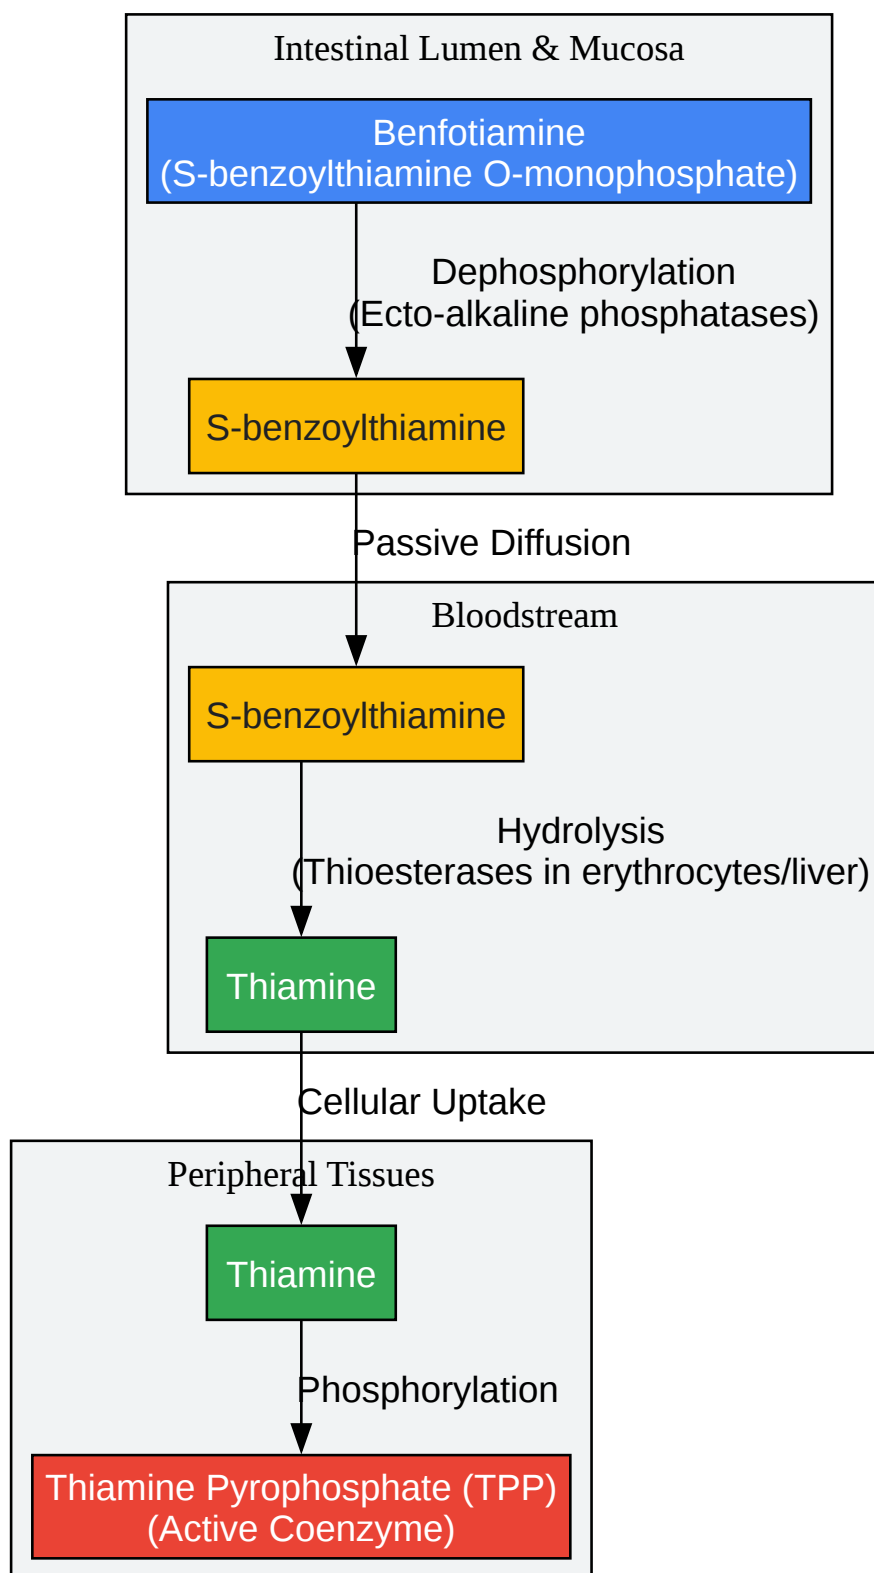 Intestinal Lumen & Mucosa
Benfotiamine
(S-benzoylthiamine O-monophosphate)
Dephosphorylation
(Ecto-alkaline phosphatases)
S-benzoylthiamine
Passive Diffusion
Bloodstream
S-benzoylthiamine
Hydrolysis
(Thioesterases in erythrocytes/liver)
Thiamine
Cellular Uptake
Peripheral Tissues
Thiamine
Phosphorylation
Thiamine Pyrophosphate (TPP)
(Active Coenzyme)